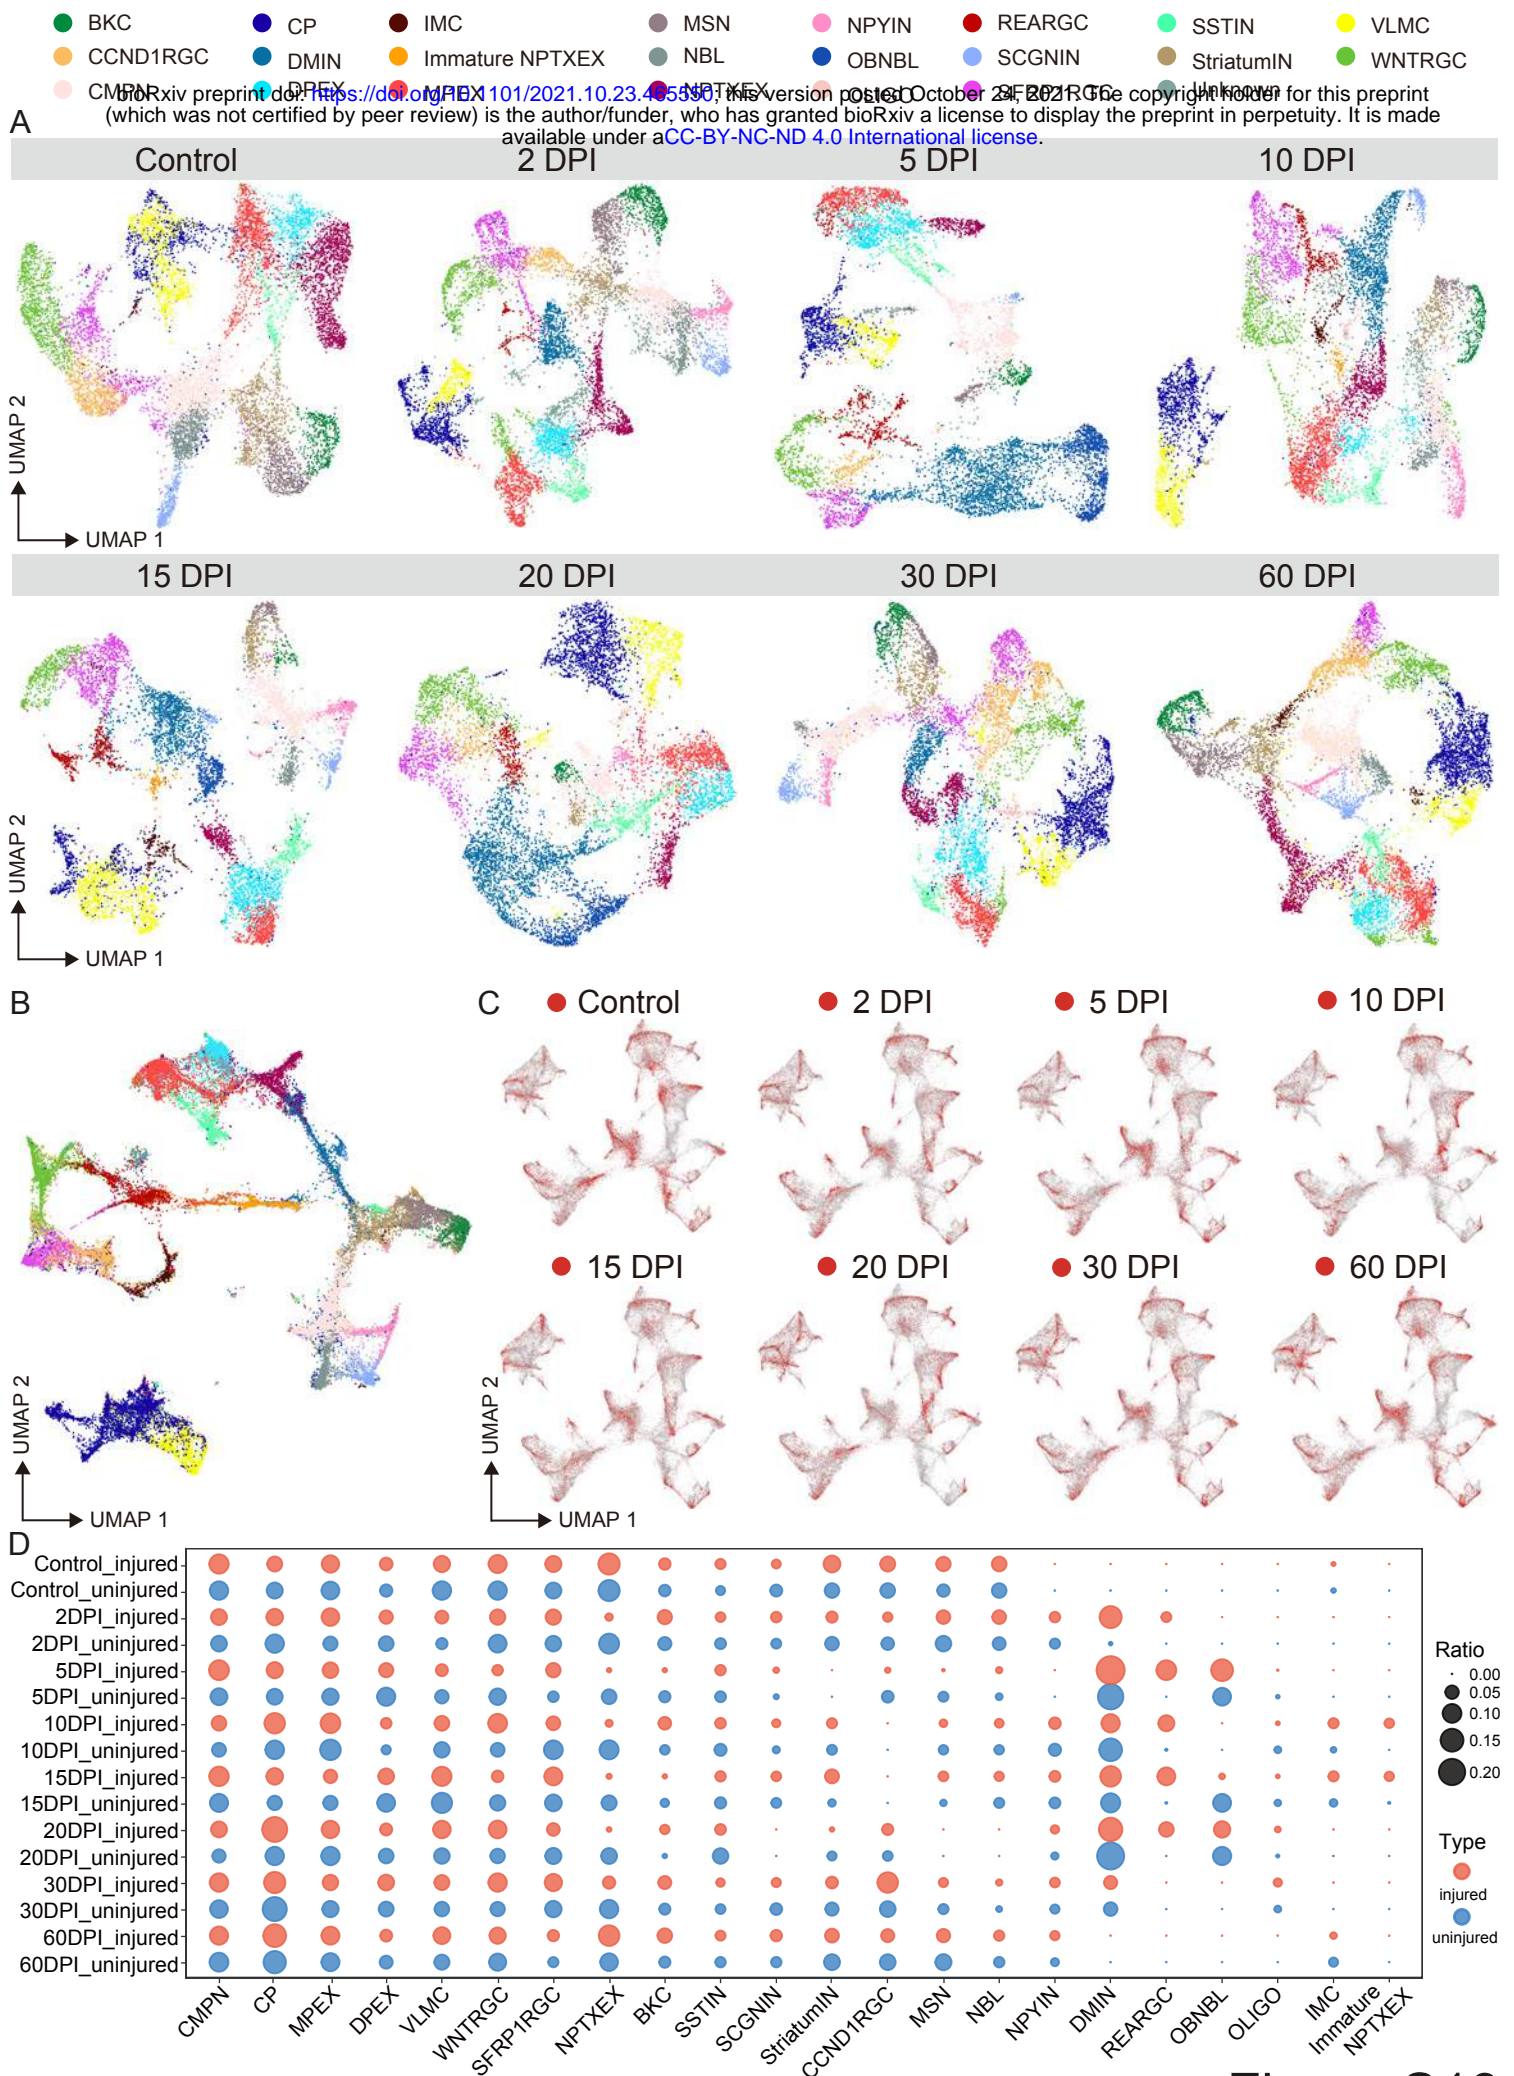 BKC CP IMC MSN NPYIN REARGC SSTIN VLMC
CCND1RGC DMIN Immature NPTXEX NBL OBNBL SCGNIN StriatumIN WNTRGC
CMPN DPEX MPEX NPTXEX OLIGO SFRP1RGC Unknown
bioRxiv preprint doi: https://doi.org/10.1101/2021.10.23.465550; this version posted October 24, 2021. The copyright holder for this preprint
(which was not certified by peer review) is the author/funder, who has granted bioRxiv a license to display the preprint in perpetuity. It is made
available under aCC-BY-NC-ND 4.0 International license.
A
Control 2 DPI 5 DPI 10 DPI
UMAP 2
UMAP 1
15 DPI 20 DPI 30 DPI 60 DPI
UMAP 2
UMAP 1
B
UMAP 2
UMAP 1
C
Control 2 DPI 5 DPI 10 DPI
15 DPI 20 DPI 30 DPI 60 DPI
UMAP 2
UMAP 1
D
Control_injured
Control_uninjured
2DPI_injured
2DPI_uninjured
5DPI_injured
5DPI_uninjured
10DPI_injured
10DPI_uninjured
15DPI_injured
15DPI_uninjured
20DPI_injured
20DPI_uninjured
30DPI_injured
30DPI_uninjured
60DPI_injured
60DPI_uninjured
CMPN CP MPEX DPEX VLMC WNTRGC SFRP1RGC NPTXEX BKC SSTIN SCGNIN StriatumIN CCND1RGC MSN NBL NPYIN DMIN REARGC OBNBL OLIGO IMC Immature NPTXEX
Ratio
0.00
0.05
0.10
0.15
0.20
Type
injured
uninjured